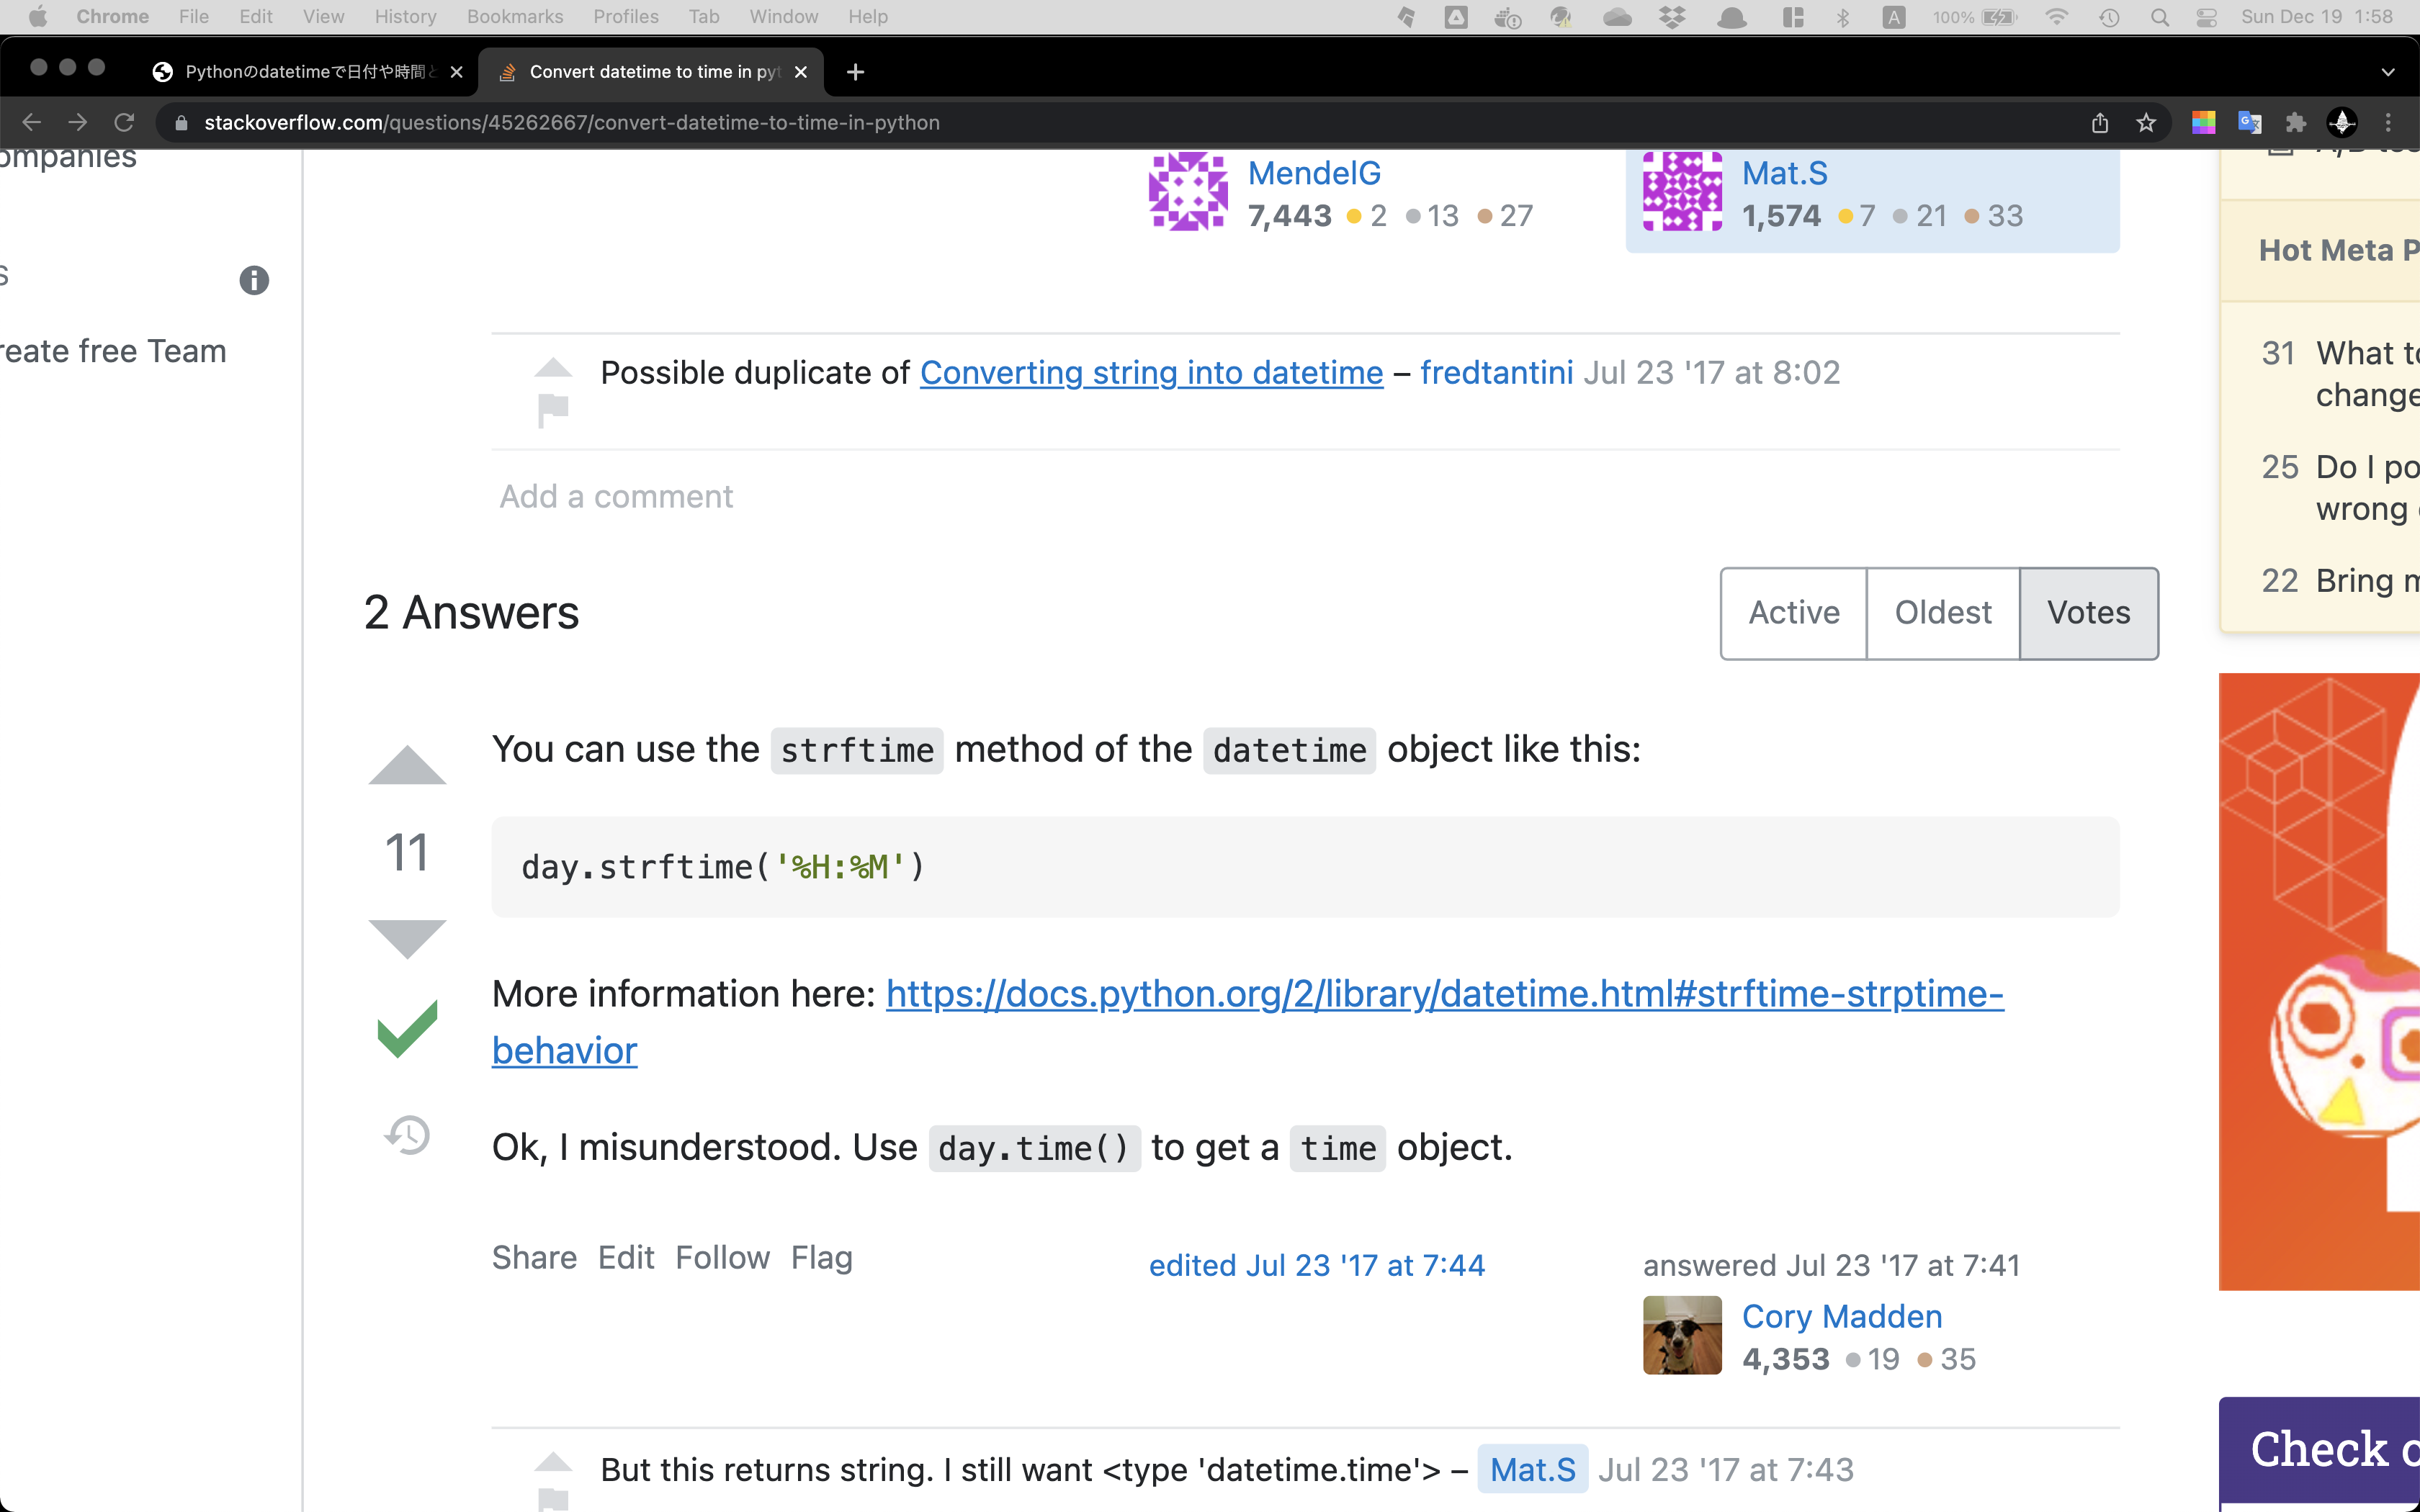 Chrome File Edit View History Bookmarks Profiles Tab Window Help A 100% Sun Dec 19 1:58
Pythonのdatetimeで日付や時間と Convert datetime to time in pyt
stackoverflow.com/questions/45262667/convert-datetime-to-time-in-python
ompanies
s
reate free Team
MendelG
7,443 2 13 27
Mat.S
1,574 7 21 33
Possible duplicate of Converting string into datetime – fredtantini Jul 23 '17 at 8:02
Add a comment
2 Answers
Active Oldest Votes
You can use the strftime method of the datetime object like this:
11
day.strftime('%H:%M')
More information here: https://docs.python.org/2/library/datetime.html#strftime-strptime-
behavior
Ok, I misunderstood. Use day.time() to get a time object.
Share Edit Follow Flag
edited Jul 23 '17 at 7:44
answered Jul 23 '17 at 7:41
Cory Madden
4,353 19 35
But this returns string. I still want <type 'datetime.time'> – Mat.S Jul 23 '17 at 7:43
Hot Meta P
31 What to
change
25 Do I po
wrong
22 Bring m
Check